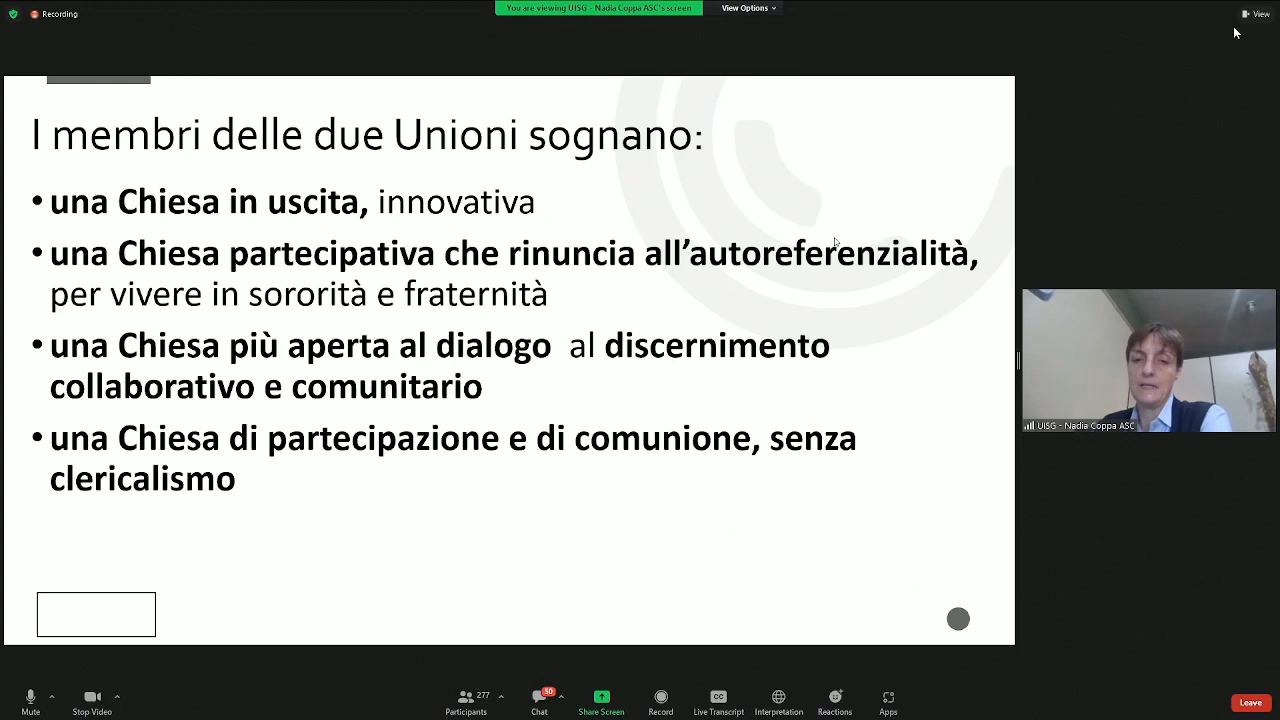 Recording
You are viewing UISG - Nadia Coppa ASC's screen
View Options
View
I membri delle due Unioni sognano:
• una Chiesa in uscita, innovativa
• una Chiesa partecipativa che rinuncia all'autoreferenzialità,
per vivere in sororità e fraternità
• una Chiesa più aperta al dialogo al discernimento
collaborativo e comunitario
• una Chiesa di partecipazione e di comunione, senza
clericalismo
UISG - Nadia Coppa ASC
Mute
Stop Video
277
Participants
50
Chat
Share Screen
Record
CC
Live Transcript
Interpretation
Reactions
Apps
Leave